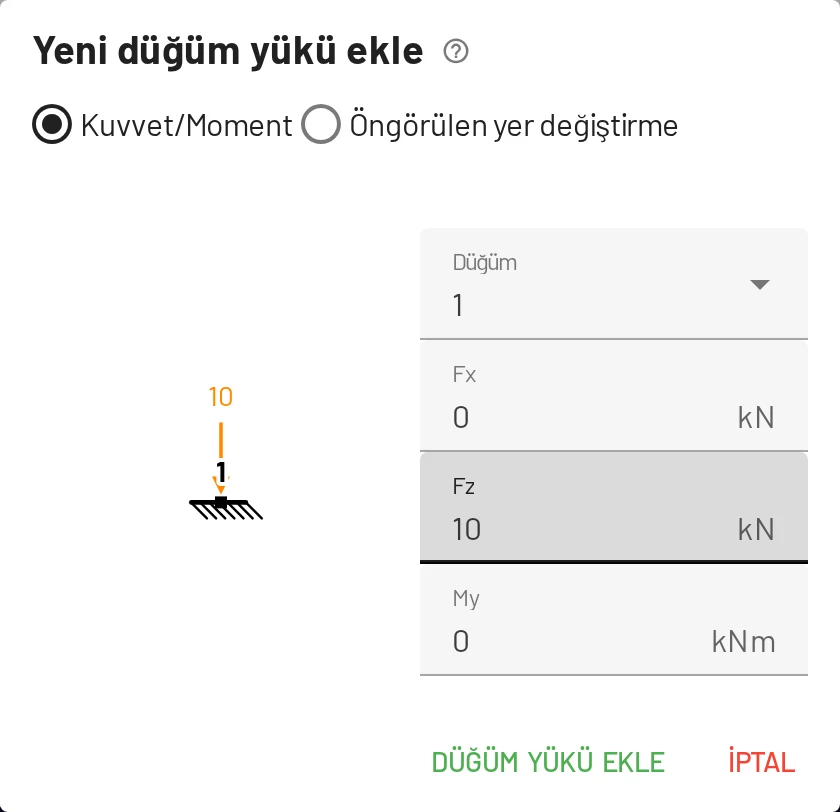 Yeni düğüm yükü ekle ?
Kuvvet/Moment Öngörülen yer değiştirme
Düğüm
1
Fx
0 kN
10
1
Fz
10 kN
My
0 kNm
DÜĞÜM YÜKÜ EKLE İPTAL